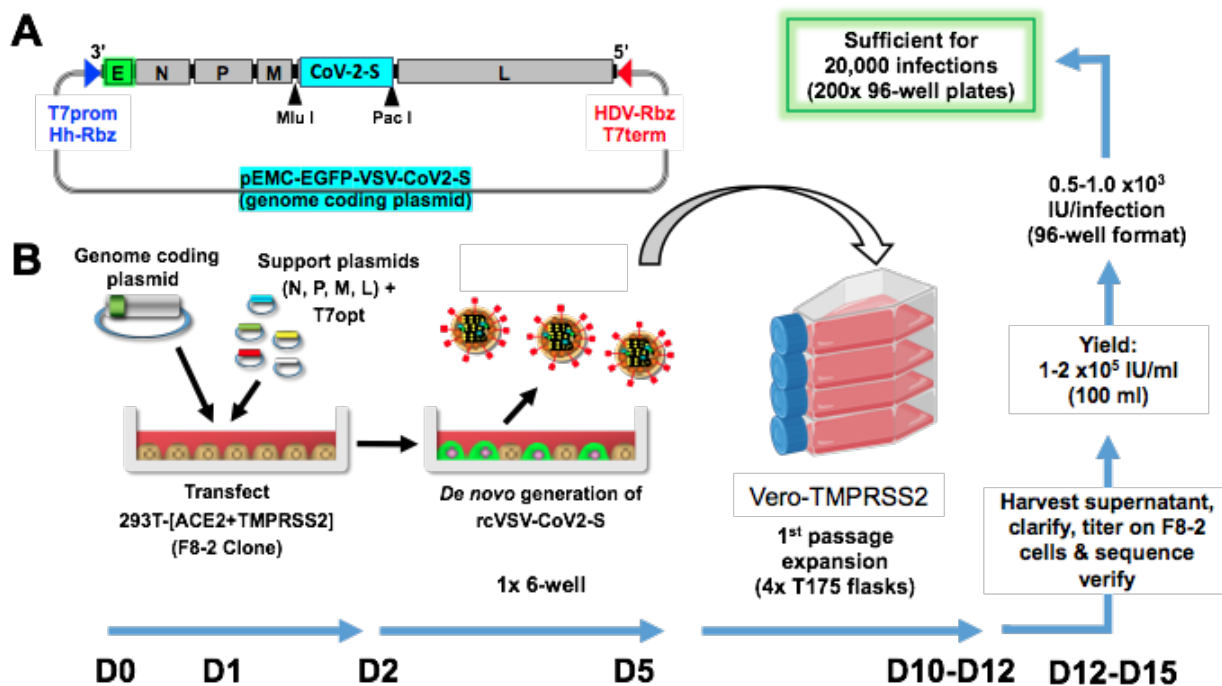 A
3'
5'
E
N
P
M
CoV-2-S
L
T7prom
Hh-Rbz
Mlu I
Pac I
HDV-Rbz
T7term
pEMC-EGFP-VSV-CoV2-S
(genome coding plasmid)
Sufficient for
20,000 infections
(200x 96-well plates)
0.5-1.0 x10³
IU/infection
(96-well format)
Yield:
1-2 x10⁵ IU/ml
(100 ml)
Harvest supernatant,
clarify, titer on F8-2
cells & sequence
verify
B
Genome coding
plasmid
Support plasmids
(N, P, M, L) +
T7opt
Transfect
293T-[ACE2+TMPRSS2]
(F8-2 Clone)
De novo generation of
rcVSV-CoV2-S
1x 6-well
Vero-TMPRSS2
1st passage
expansion
(4x T175 flasks)
D0
D1
D2
D5
D10-D12
D12-D15